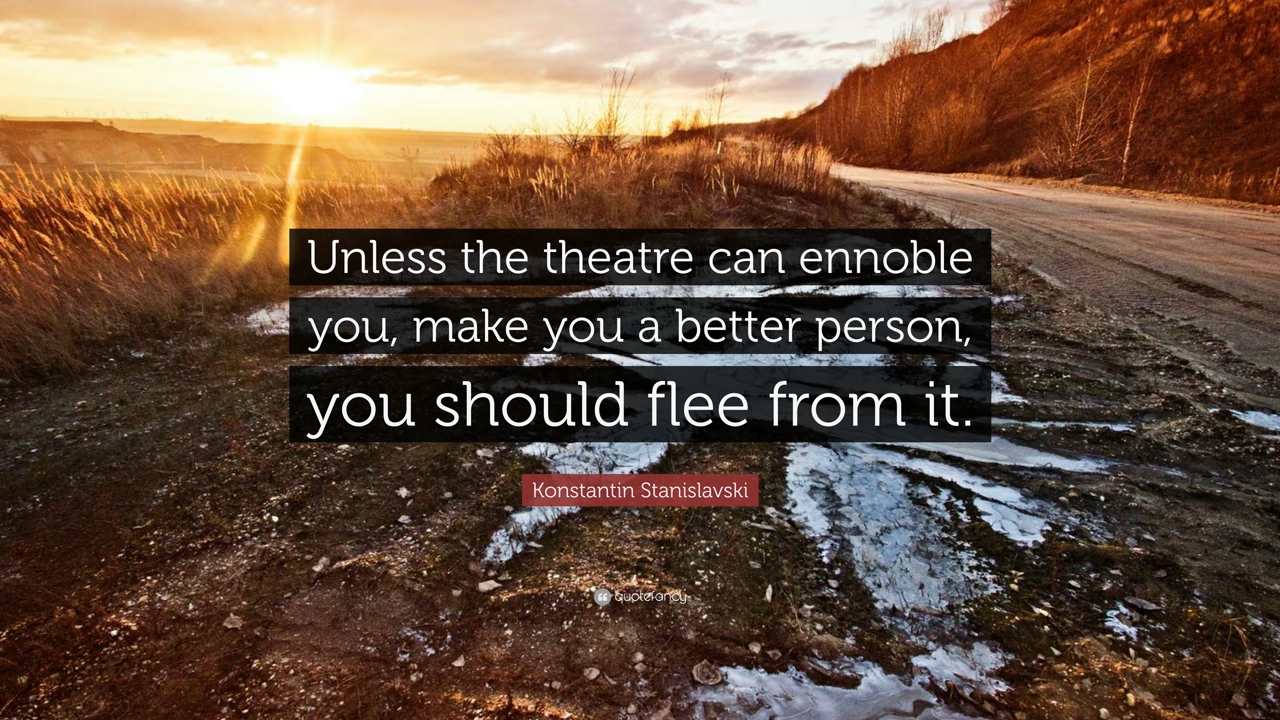 Unless the theatre can ennoble
you, make you a better person,
you should flee from it.
Konstantin Stanislavski
quotefancy